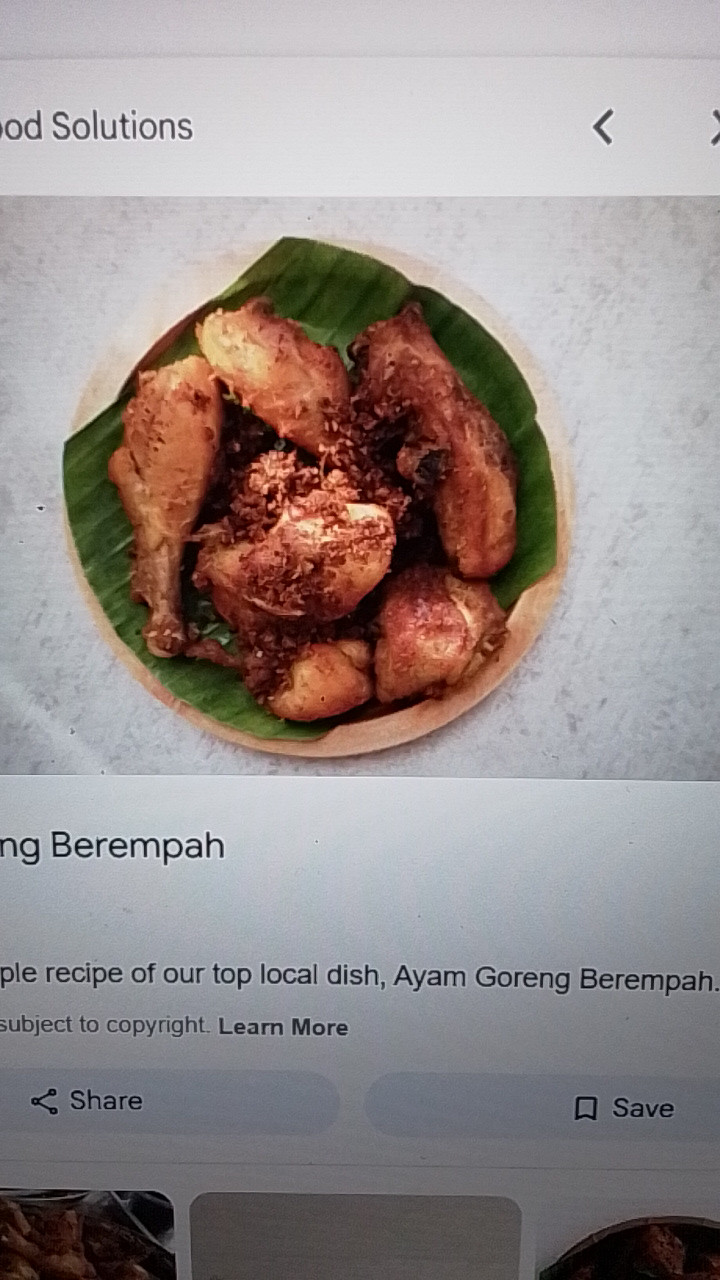 ood Solutions
ng Berempah
ple recipe of our top local dish, Ayam Goreng Berempah.
subject to copyright. Learn More
Share
Save